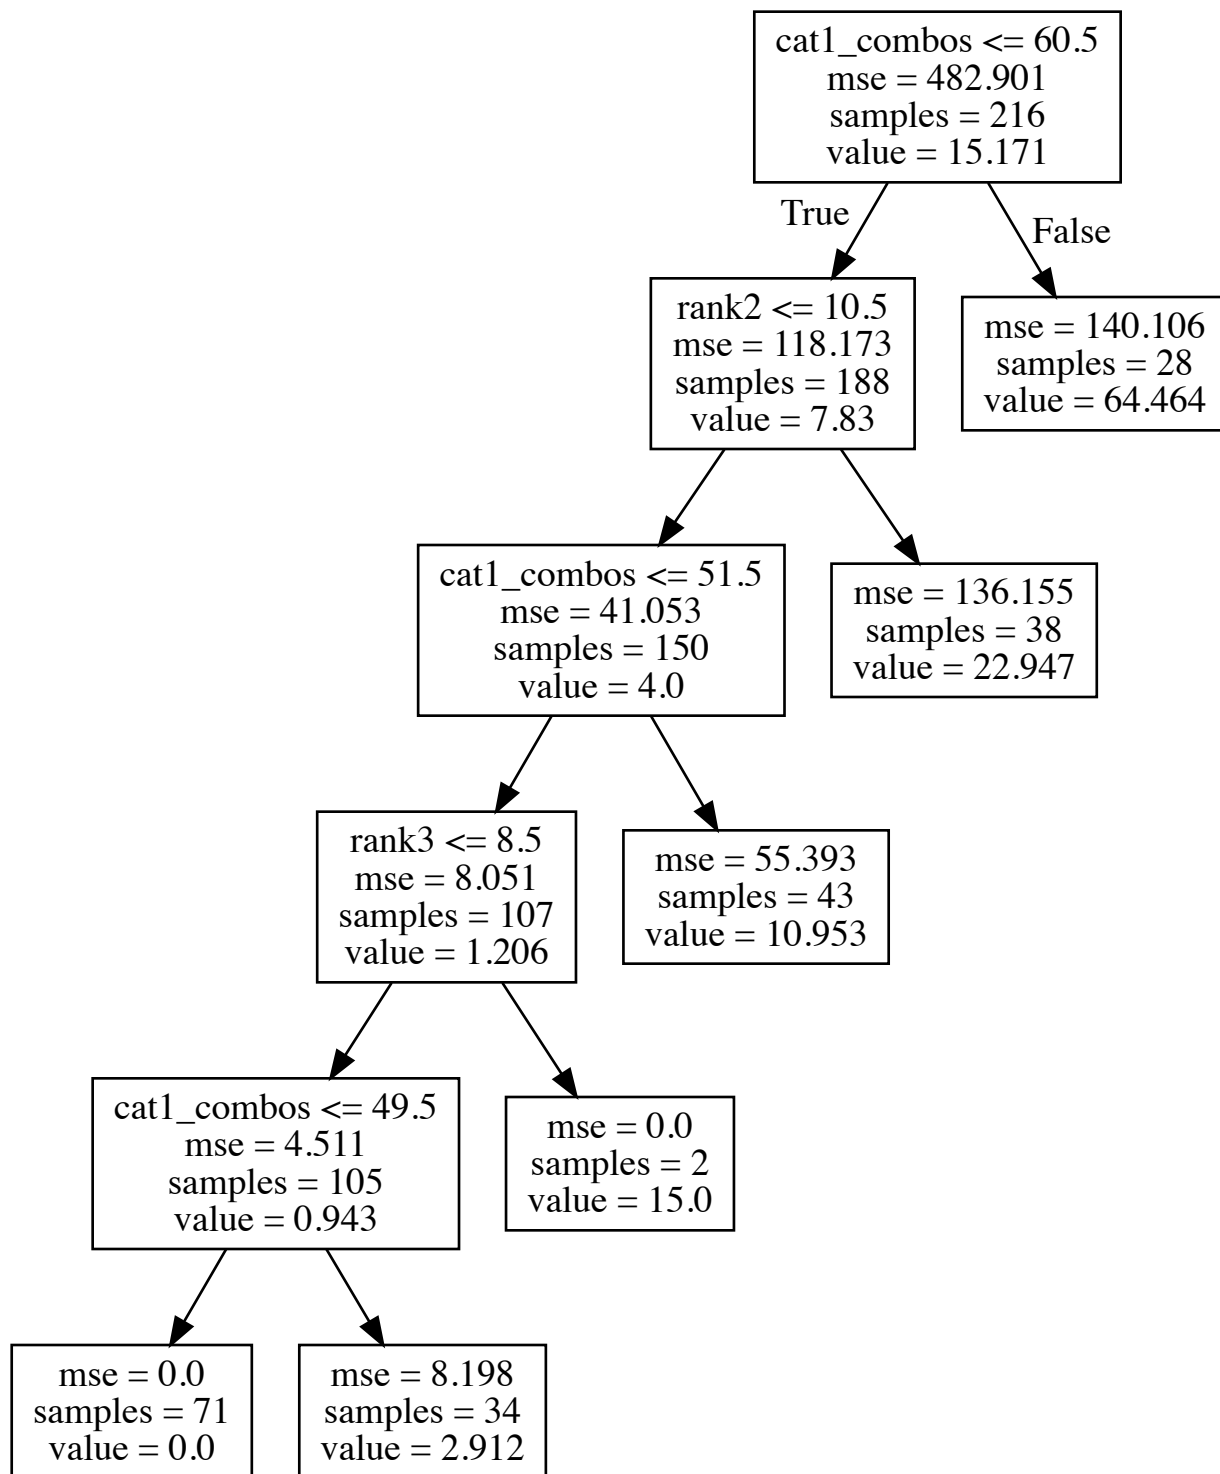 cat1_combos <= 60.5
mse = 482.901
samples = 216
value = 15.171
True
False
rank2 <= 10.5
mse = 118.173
samples = 188
value = 7.83
mse = 140.106
samples = 28
value = 64.464
cat1_combos <= 51.5
mse = 41.053
samples = 150
value = 4.0
mse = 136.155
samples = 38
value = 22.947
rank3 <= 8.5
mse = 8.051
samples = 107
value = 1.206
mse = 55.393
samples = 43
value = 10.953
cat1_combos <= 49.5
mse = 4.511
samples = 105
value = 0.943
mse = 0.0
samples = 2
value = 15.0
mse = 0.0
samples = 71
value = 0.0
mse = 8.198
samples = 34
value = 2.912